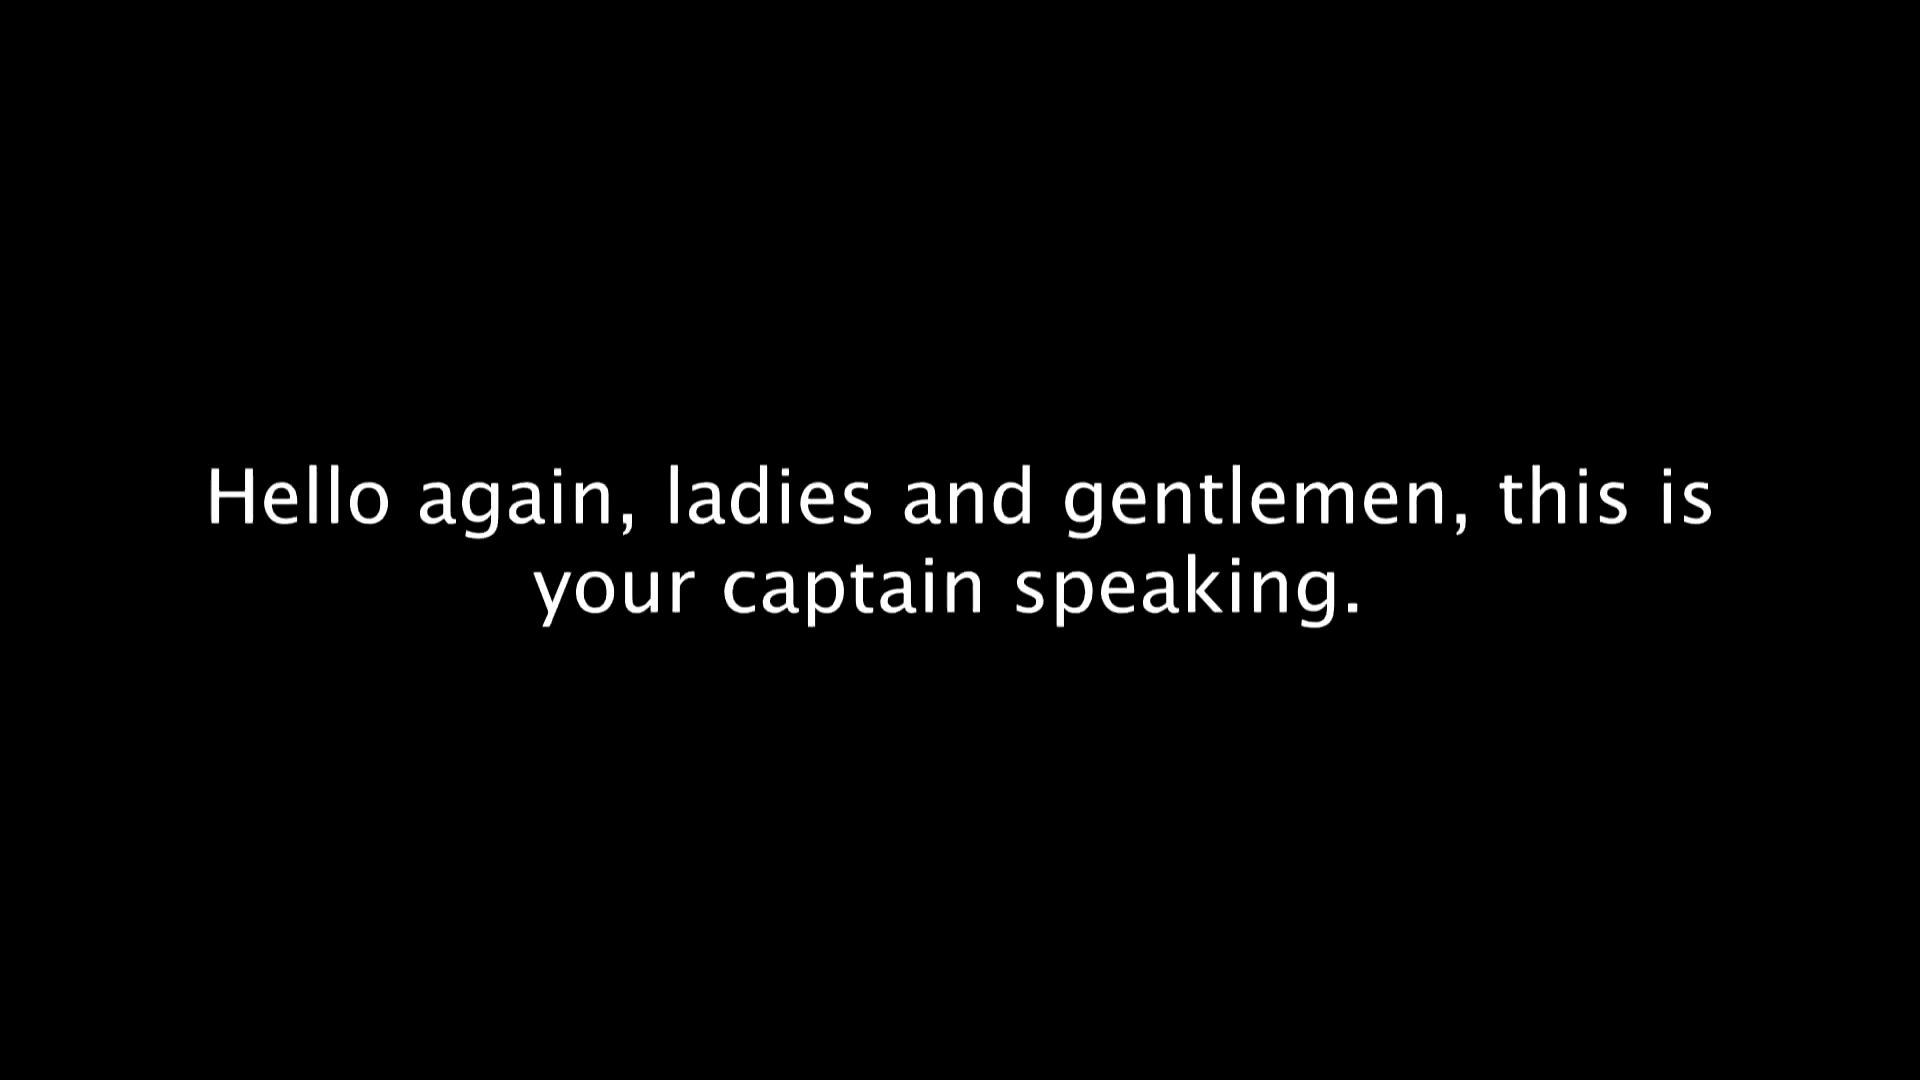 Hello again, ladies and gentlemen, this is
your captain speaking.